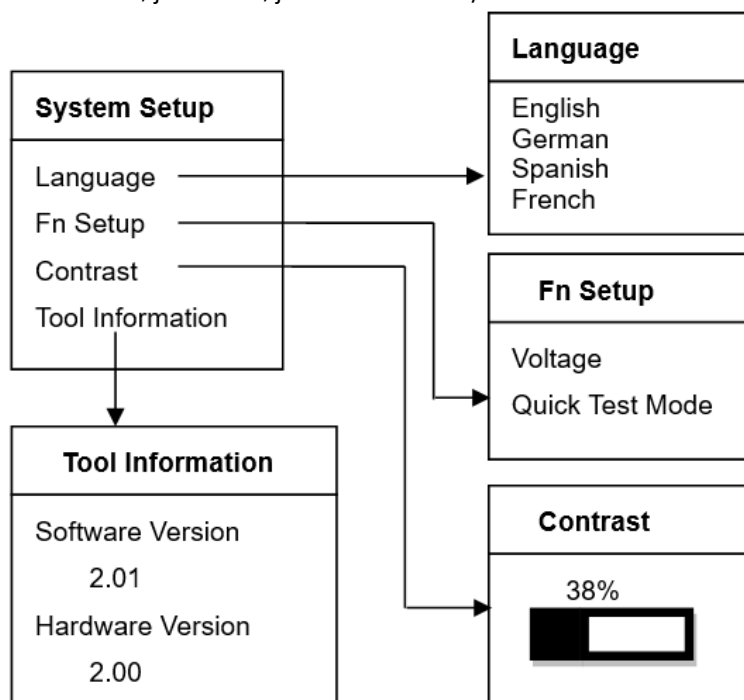 System Setup
Language
Fn Setup
Contrast
Tool Information
Language
English
German
Spanish
French
Fn Setup
Voltage
Quick Test Mode
Contrast
38%
Tool Information
Software Version
2.01
Hardware Version
2.00